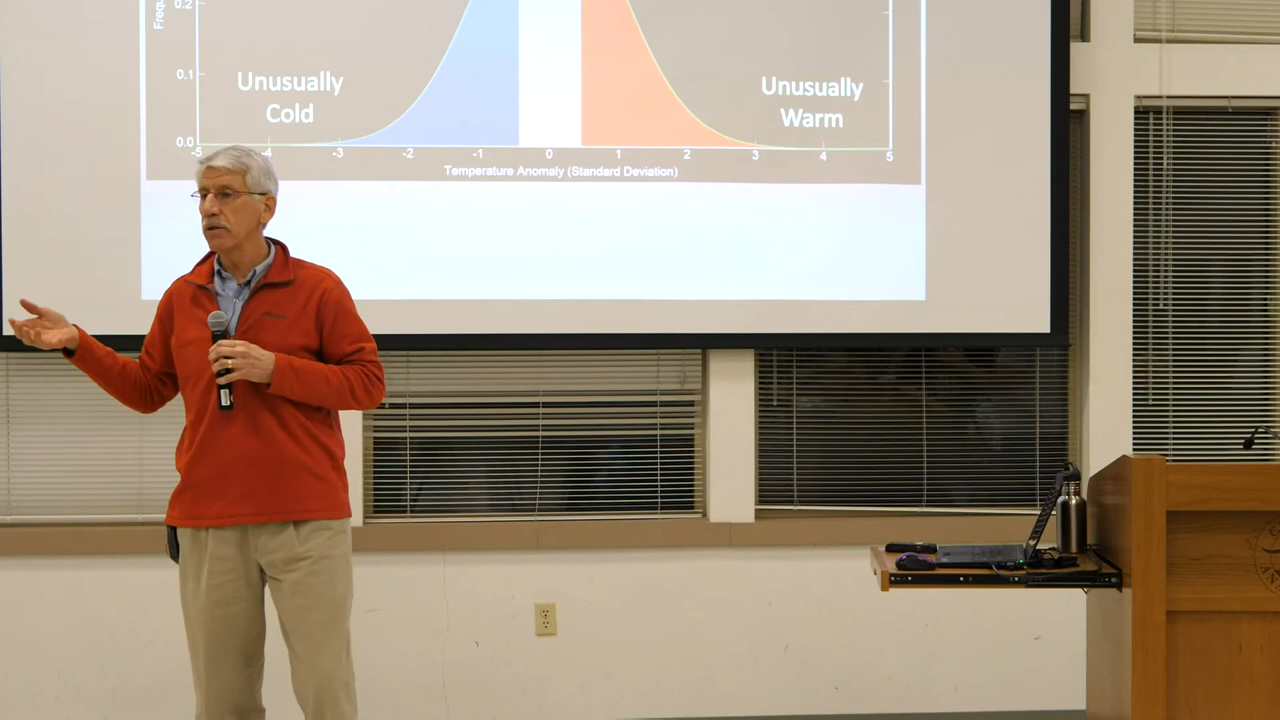 0.2
Frequ
0.1
Unusually
Cold
Unusually
Warm
0.0
-5 -4 -3 -2 -1 0 1 2 3 4 5
Temperature Anomaly (Standard Deviation)